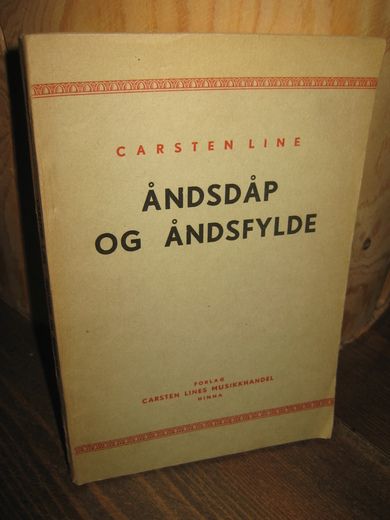 CARSTEN LINE
ÅNDSDÅP
OG ÅNDSFYLDE
FORLAG
CARSTEN LINES MUSIKKHANDEL
HINNA